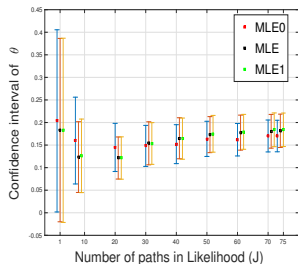 Confidence interval of θ
0.45
0.4
0.35
0.3
0.25
0.2
0.15
0.1
0.05
0
-0.05
MLE0
MLE
MLE1
1 10 20 30 40 50 60 70 75
Number of paths in Likelihood (J)